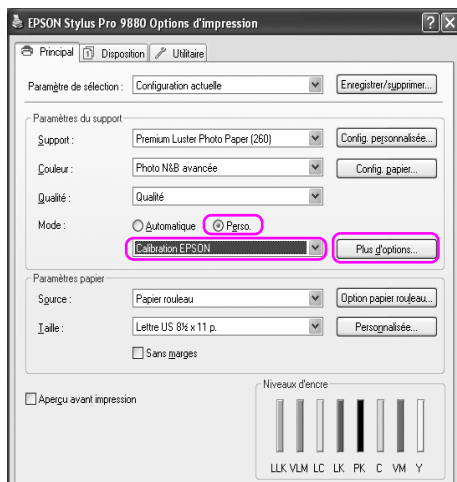 EPSON Stylus Pro 9880 Options d'impression
Principal Disposition Utilitaire
Paramètre de sélection : Configuration actuelle Enregistrer/supprimer...
Paramètres du support
Support : Premium Luster Photo Paper (260) Config. personnalisée...
Couleur : Photo N&B avancée Config. papier...
Qualité : Qualité
Mode : Automatique Perso.
Calibration EPSON Plus d'options...
Paramètres papier
Source : Papier rouleau Option papier rouleau...
Taille : Lettre US 8½ x 11 p. Personnalisée...
Sans marges
Aperçu avant impression
Niveaux d'encre
LLK VLM LC LK PK C VM Y